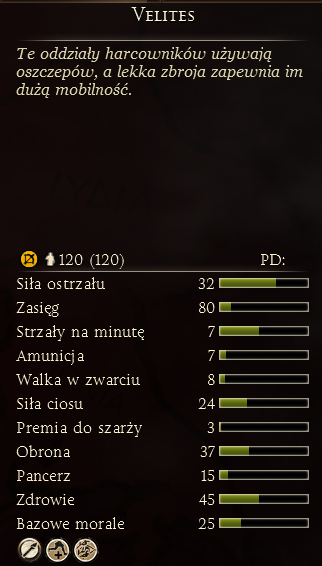 Velites
Te oddziały harcowników używają
oszczepów, a lekka zbroja zapewnia im
dużą mobilność.
120 (120) PD:
Siła ostrzału 32
Zasięg 80
Strzały na minutę 7
Amunicja 7
Walka w zwarciu 8
Siła ciosu 24
Premia do szarży 3
Obrona 37
Pancerz 15
Zdrowie 45
Bazowe morale 25